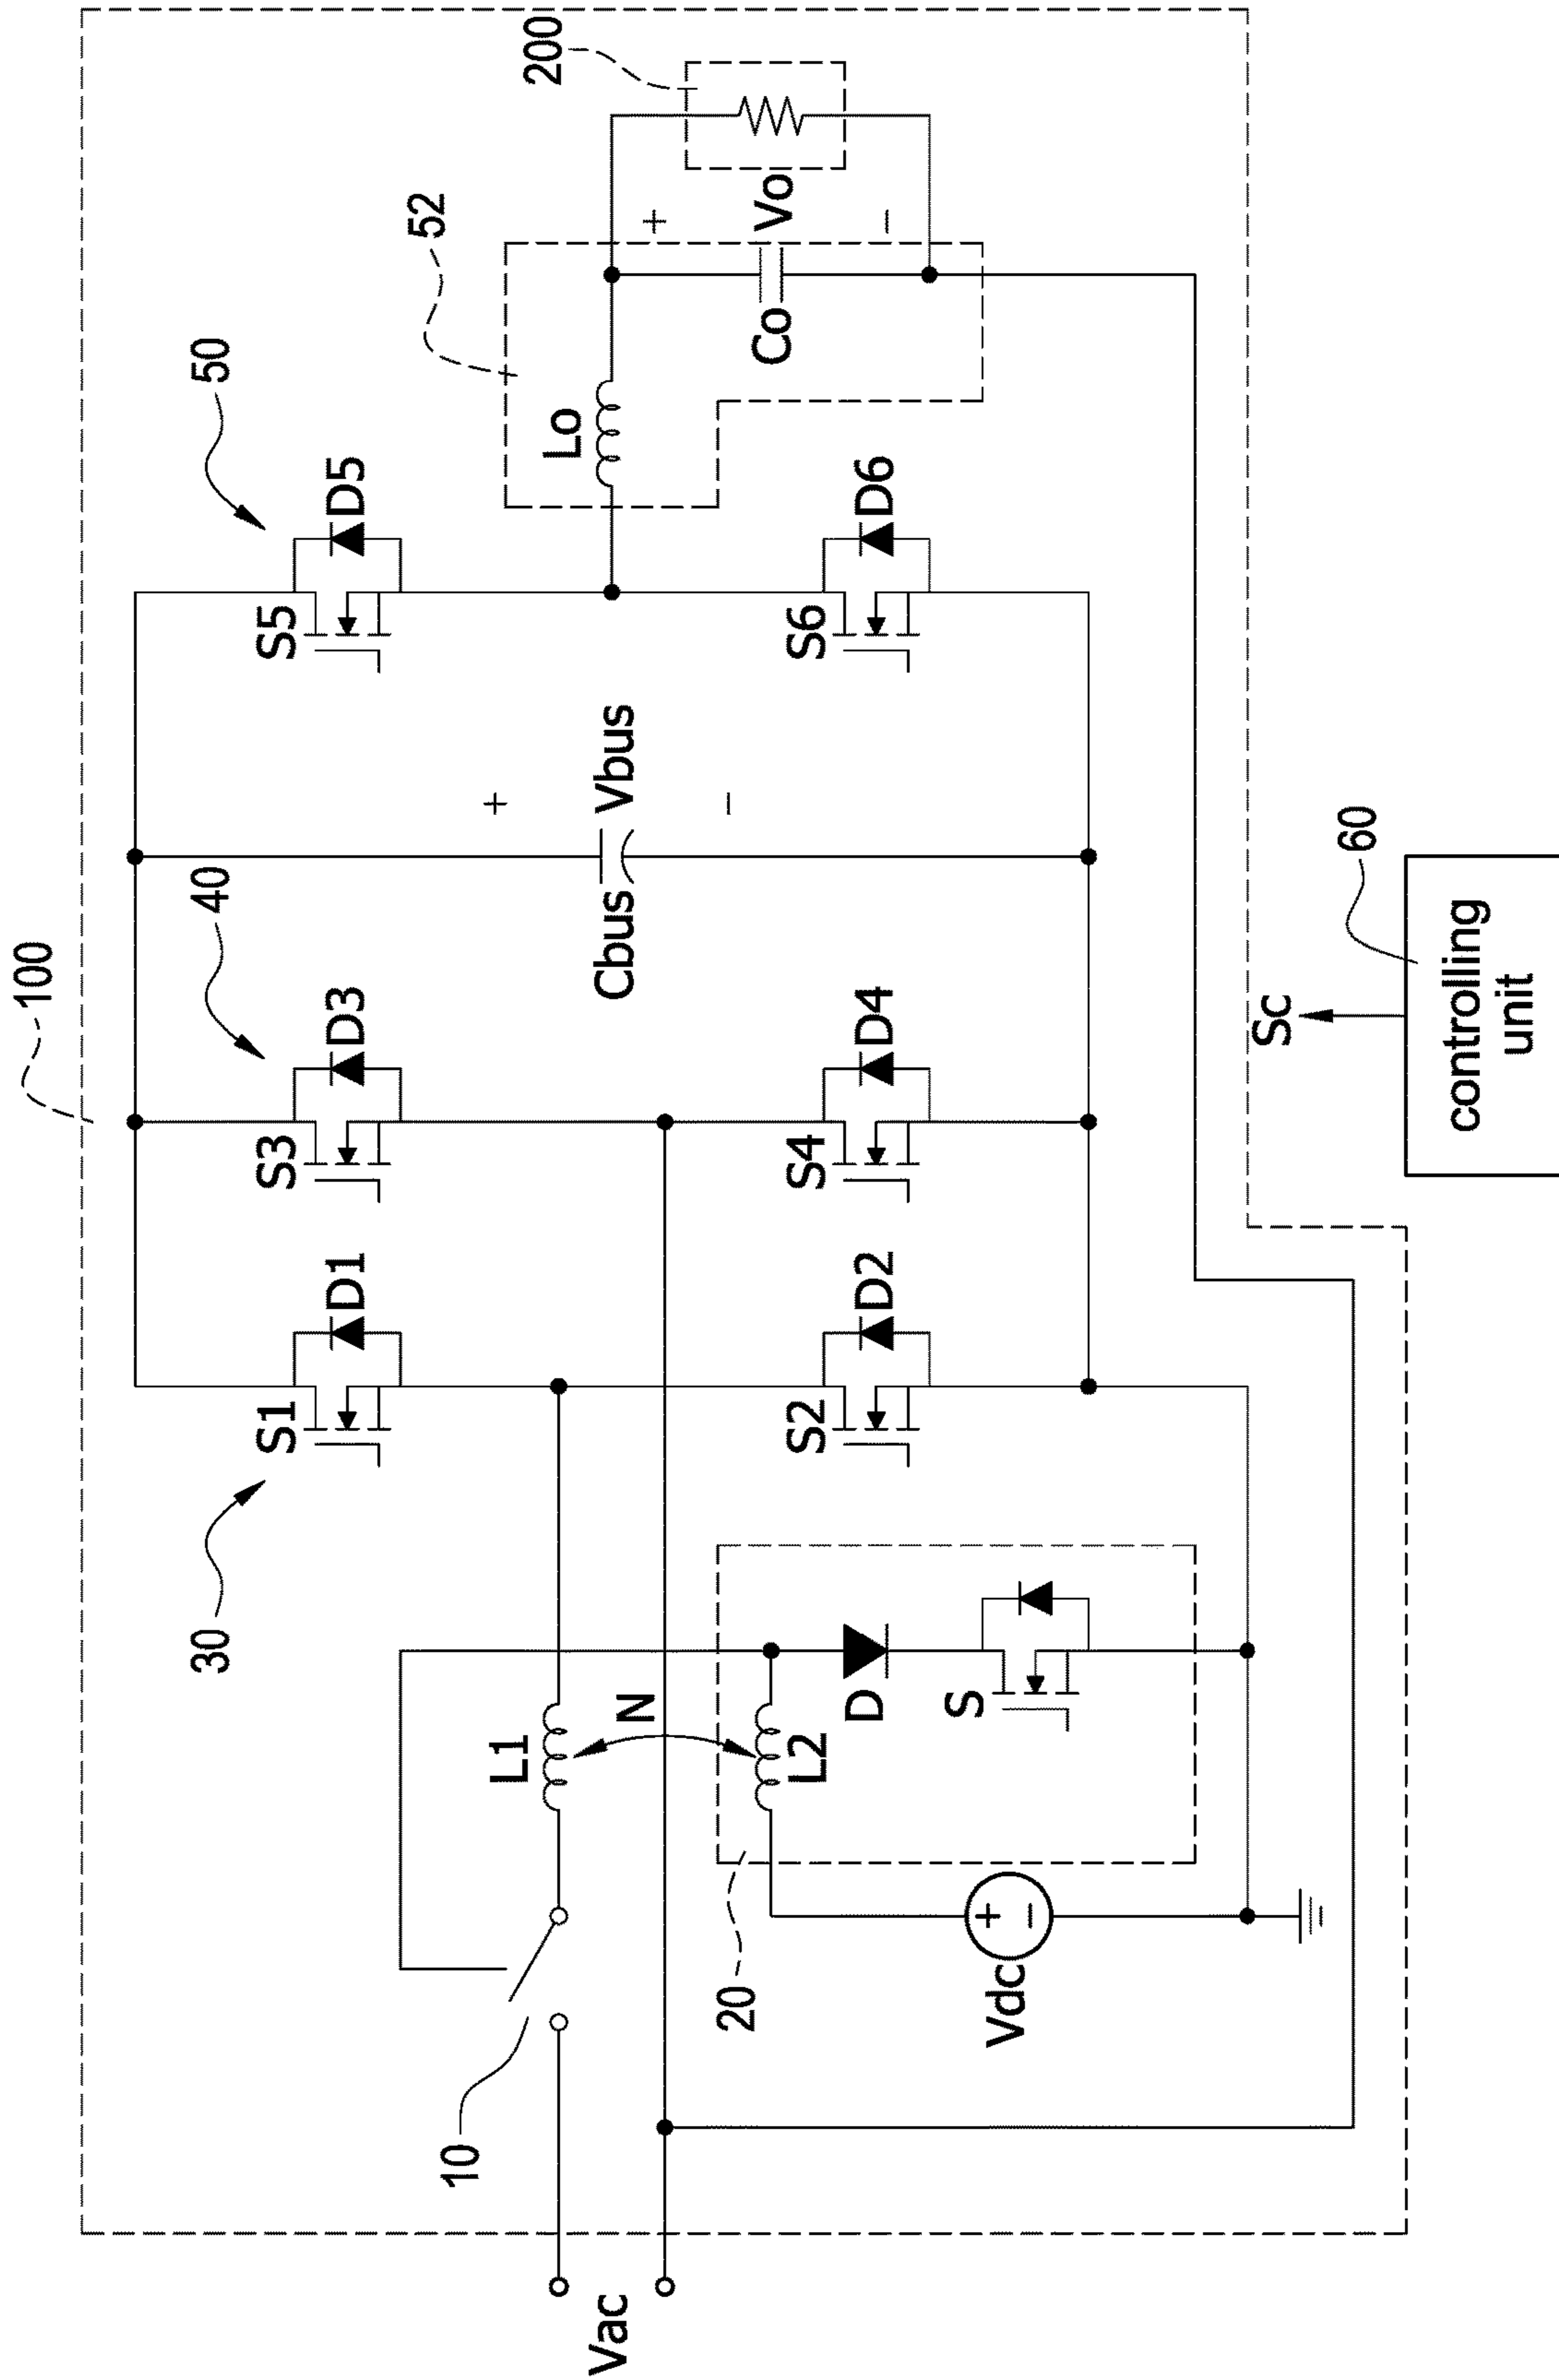 100
30
40
50
52
200
S1
D1
S3
D3
S5
D5
10
L1
N
L2
20
D
S
Vdc
Vac
S2
D2
S4
D4
S6
D6
Cbus
Vbus
+
−
Lo
Co
Vo
+
−
+
−
Sc
60
controlling
unit